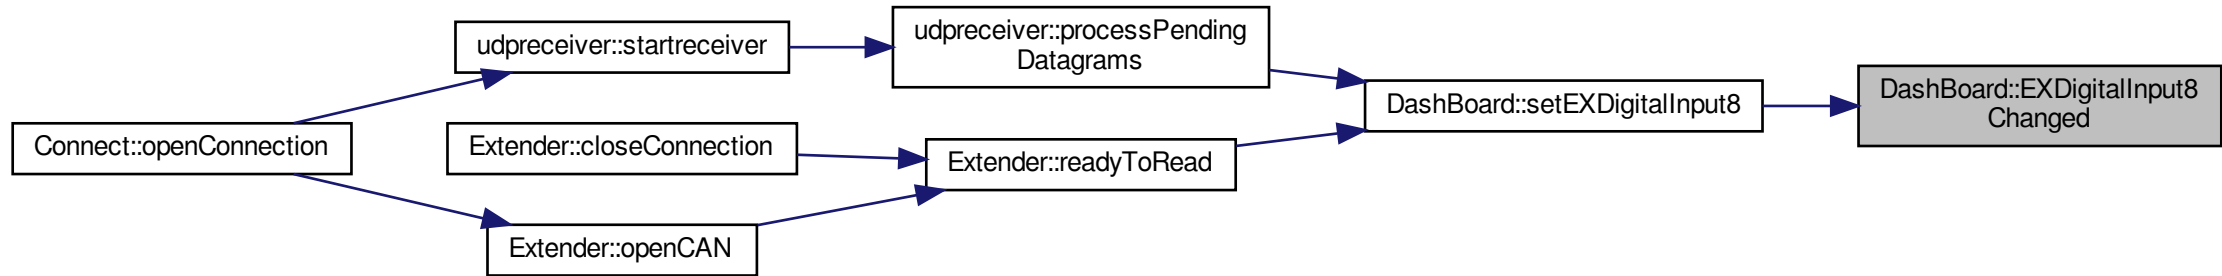 Connect::openConnection
udpreceiver::startreceiver
Extender::closeConnection
Extender::openCAN
udpreceiver::processPending
Datagrams
Extender::readyToRead
DashBoard::setEXDigitalInput8
DashBoard::EXDigitalInput8
Changed